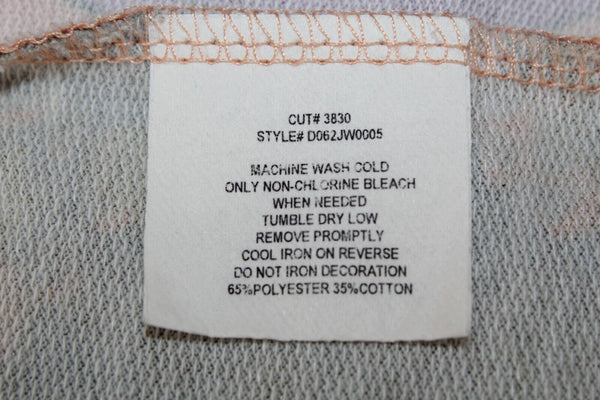 CUT# 3830
STYLE# D062JW0005
MACHINE WASH COLD
ONLY NON-CHLORINE BLEACH
WHEN NEEDED
TUMBLE DRY LOW
REMOVE PROMPTLY
COOL IRON ON REVERSE
DO NOT IRON DECORATION
65%POLYESTER 35%COTTON